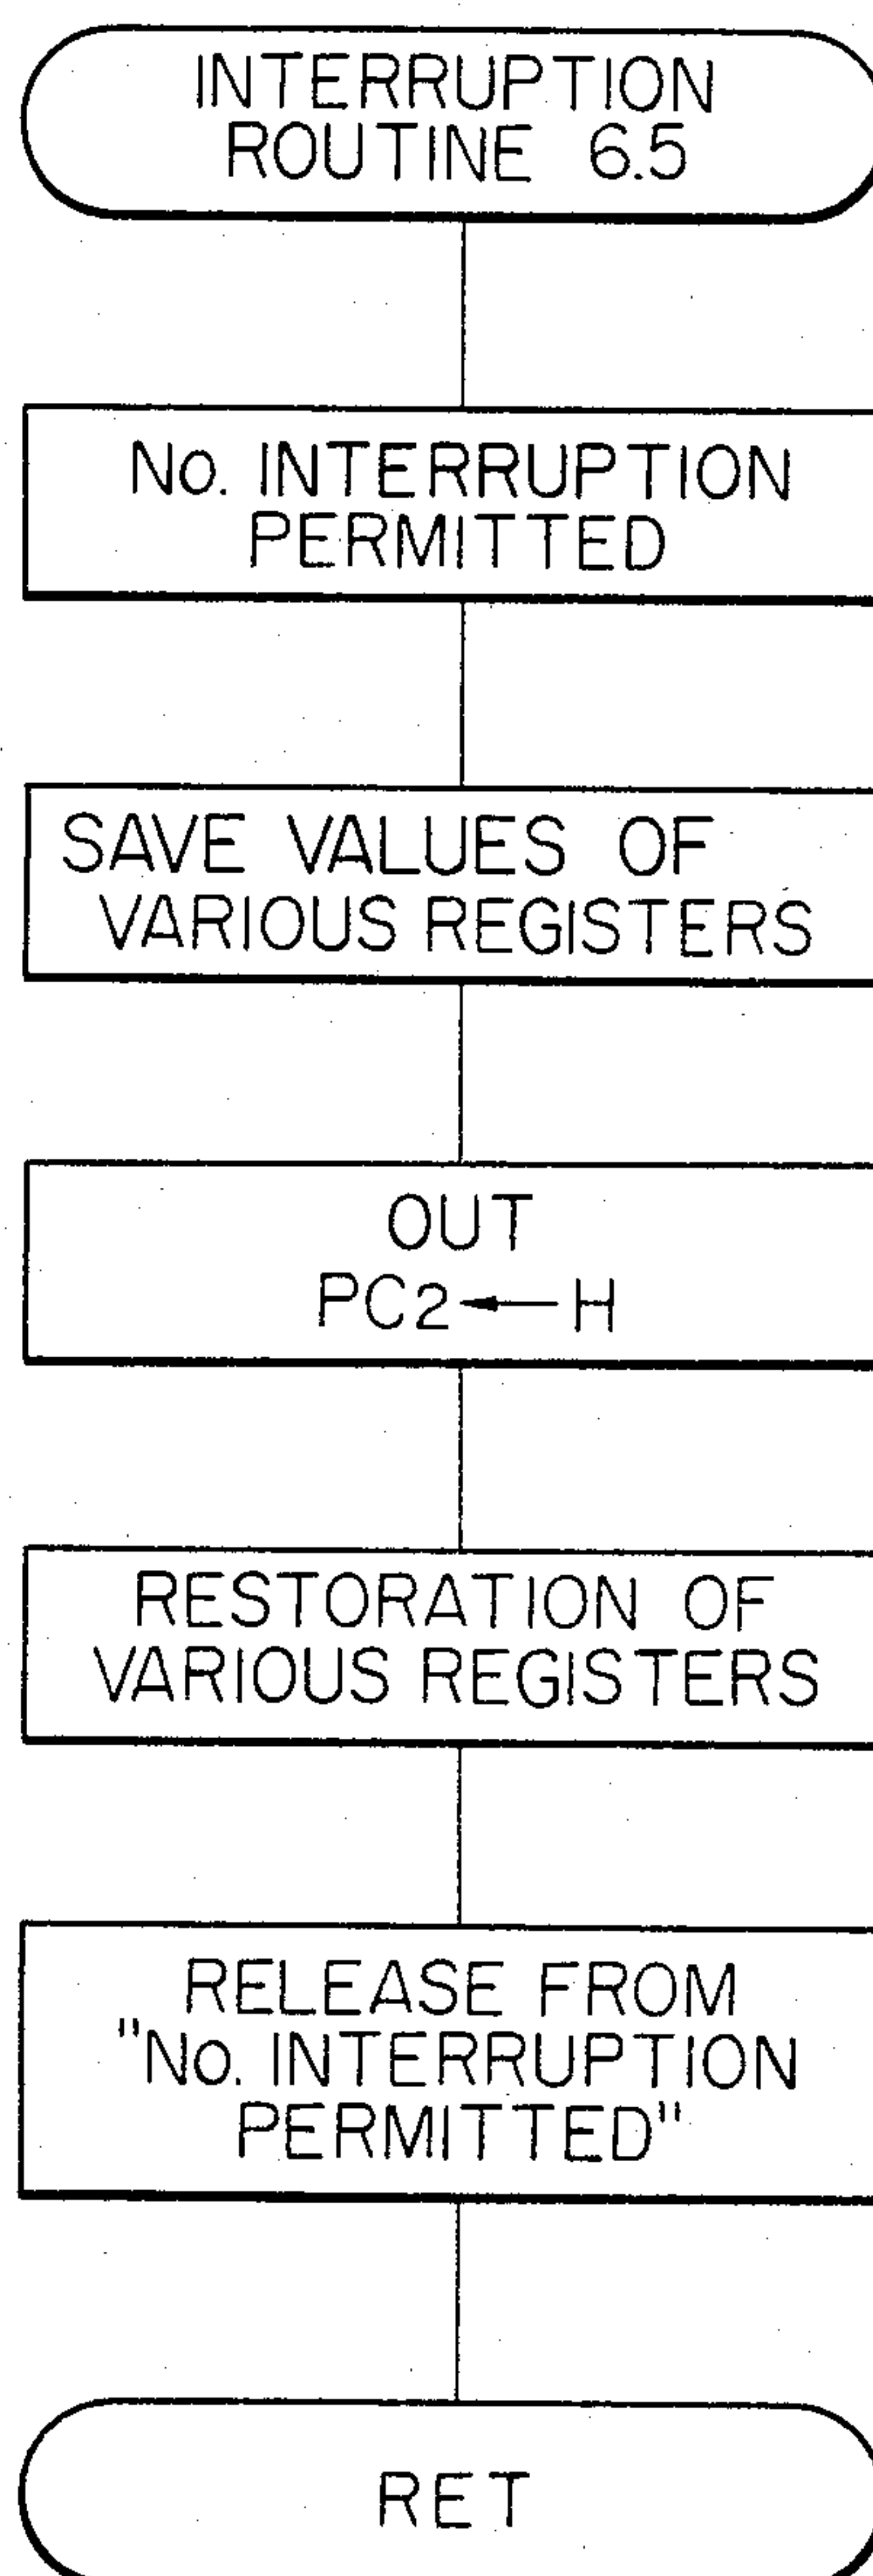 INTERRUPTION
ROUTINE 6.5
No. INTERRUPTION
PERMITTED
SAVE VALUES OF
VARIOUS REGISTERS
OUT
PC2 ← H
RESTORATION OF
VARIOUS REGISTERS
RELEASE FROM
"No. INTERRUPTION
PERMITTED"
RET